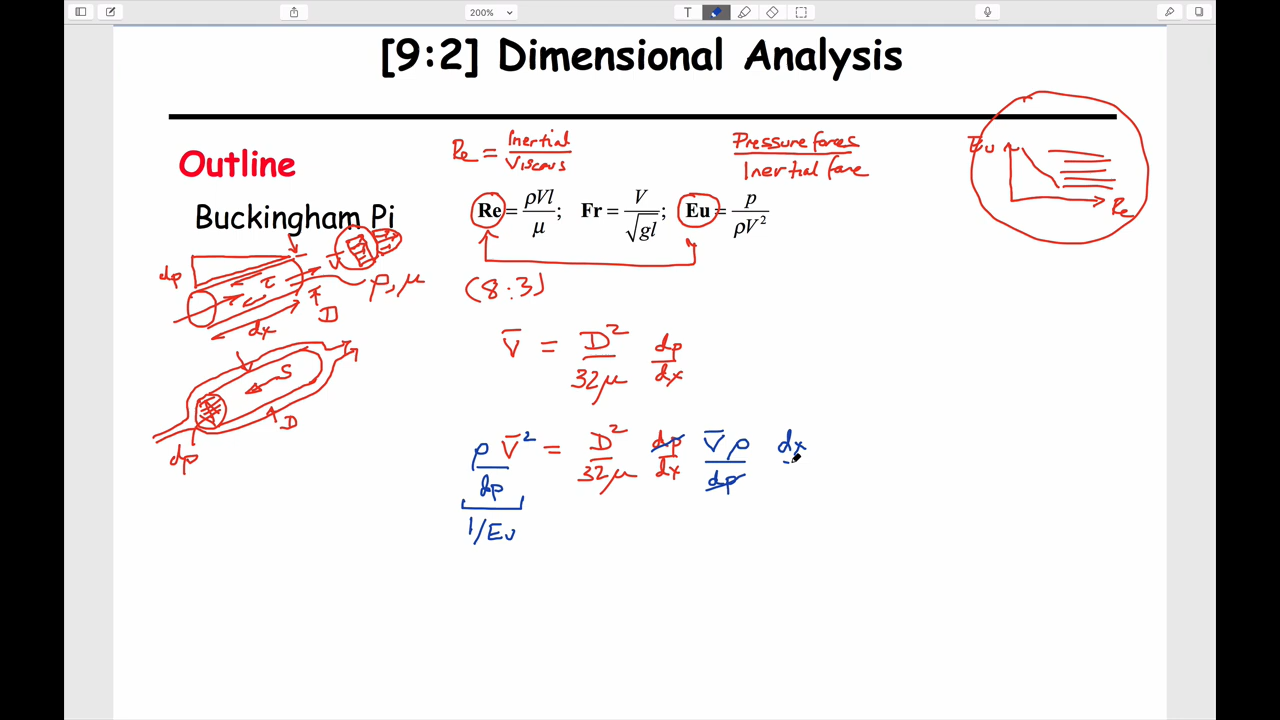 200%
T
[9:2] Dimensional Analysis
Outline
Buckingham Pi
Re = Inertial / Viscous
Pressure forces / Inertial force
Re = ρVl / μ; Fr = V / √gl; Eu = p / ρV²
Eu
Re
dp
τ
V
ρ, μ
D
dx
S
D
dp
(8:3)
V̄ = D² / 32μ dp / dx
ρ V̄² / dp = D² / 32μ dp / dx V̄ρ / dp dx
1/Eu